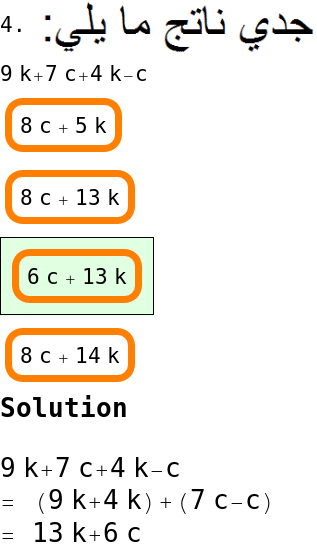 4. جدي ناتج ما يلي:
9 k+7 c+4 k−c
8 c + 5 k
8 c + 13 k
6 c + 13 k
8 c + 14 k
Solution
9 k+7 c+4 k−c
= (9 k+4 k)+(7 c−c)
= 13 k+6 c